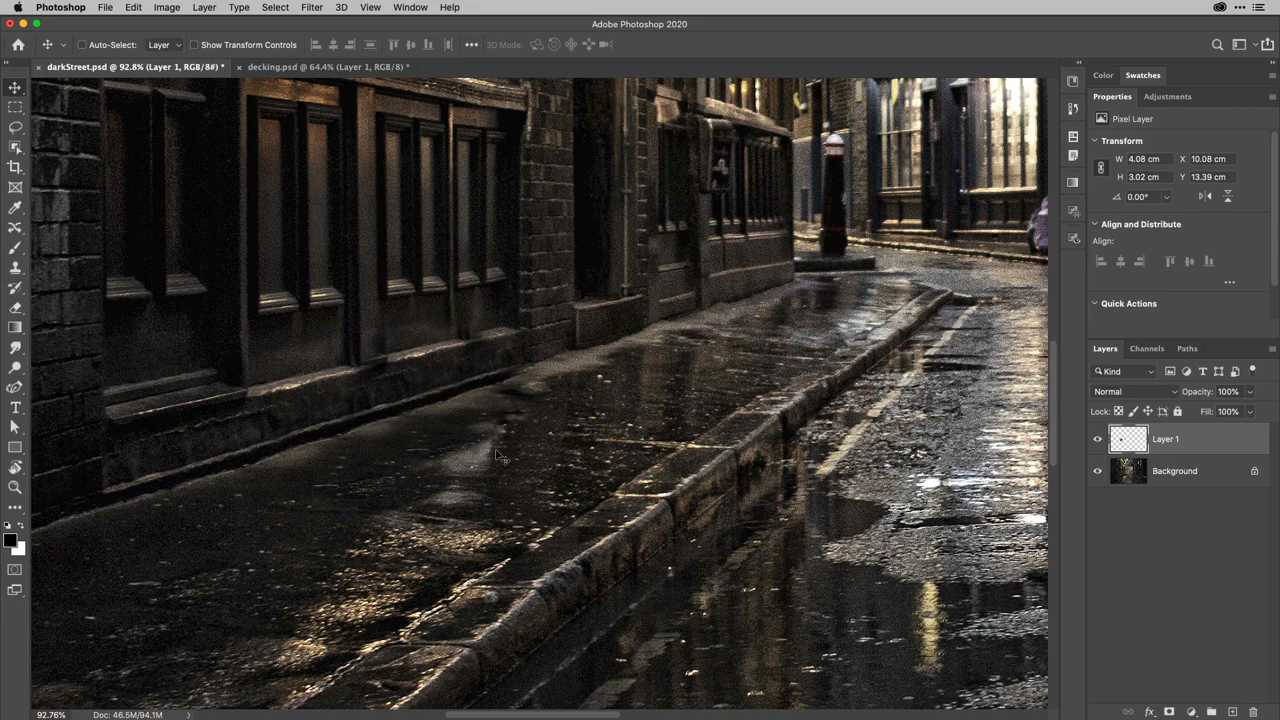 Photoshop File Edit Image Layer Type Select Filter 3D View Window Help
Adobe Photoshop 2020
Auto-Select: Layer Show Transform Controls 3D Mode:
darkStreet.psd @ 92.8% (Layer 1, RGB/8#) * decking.psd @ 64.4% (Layer 1, RGB/8) *
Color Swatches
Properties Adjustments
Pixel Layer
Transform
W 4.08 cm X 10.08 cm
H 3.02 cm Y 13.39 cm
0.00°
Align and Distribute
Align:
Quick Actions
Layers Channels Paths
Kind
Normal Opacity: 100%
Lock: Fill: 100%
Layer 1
Background
92.76% Doc: 46.5M/94.1M